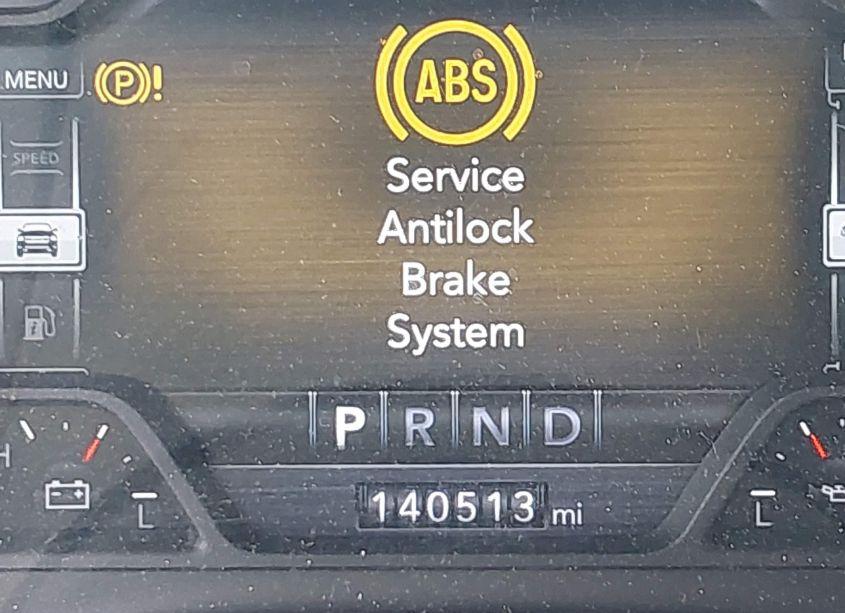 MENU
P!
ABS
SPEED
Service
Antilock
Brake
System
P R N D
H
L
140513 mi
L